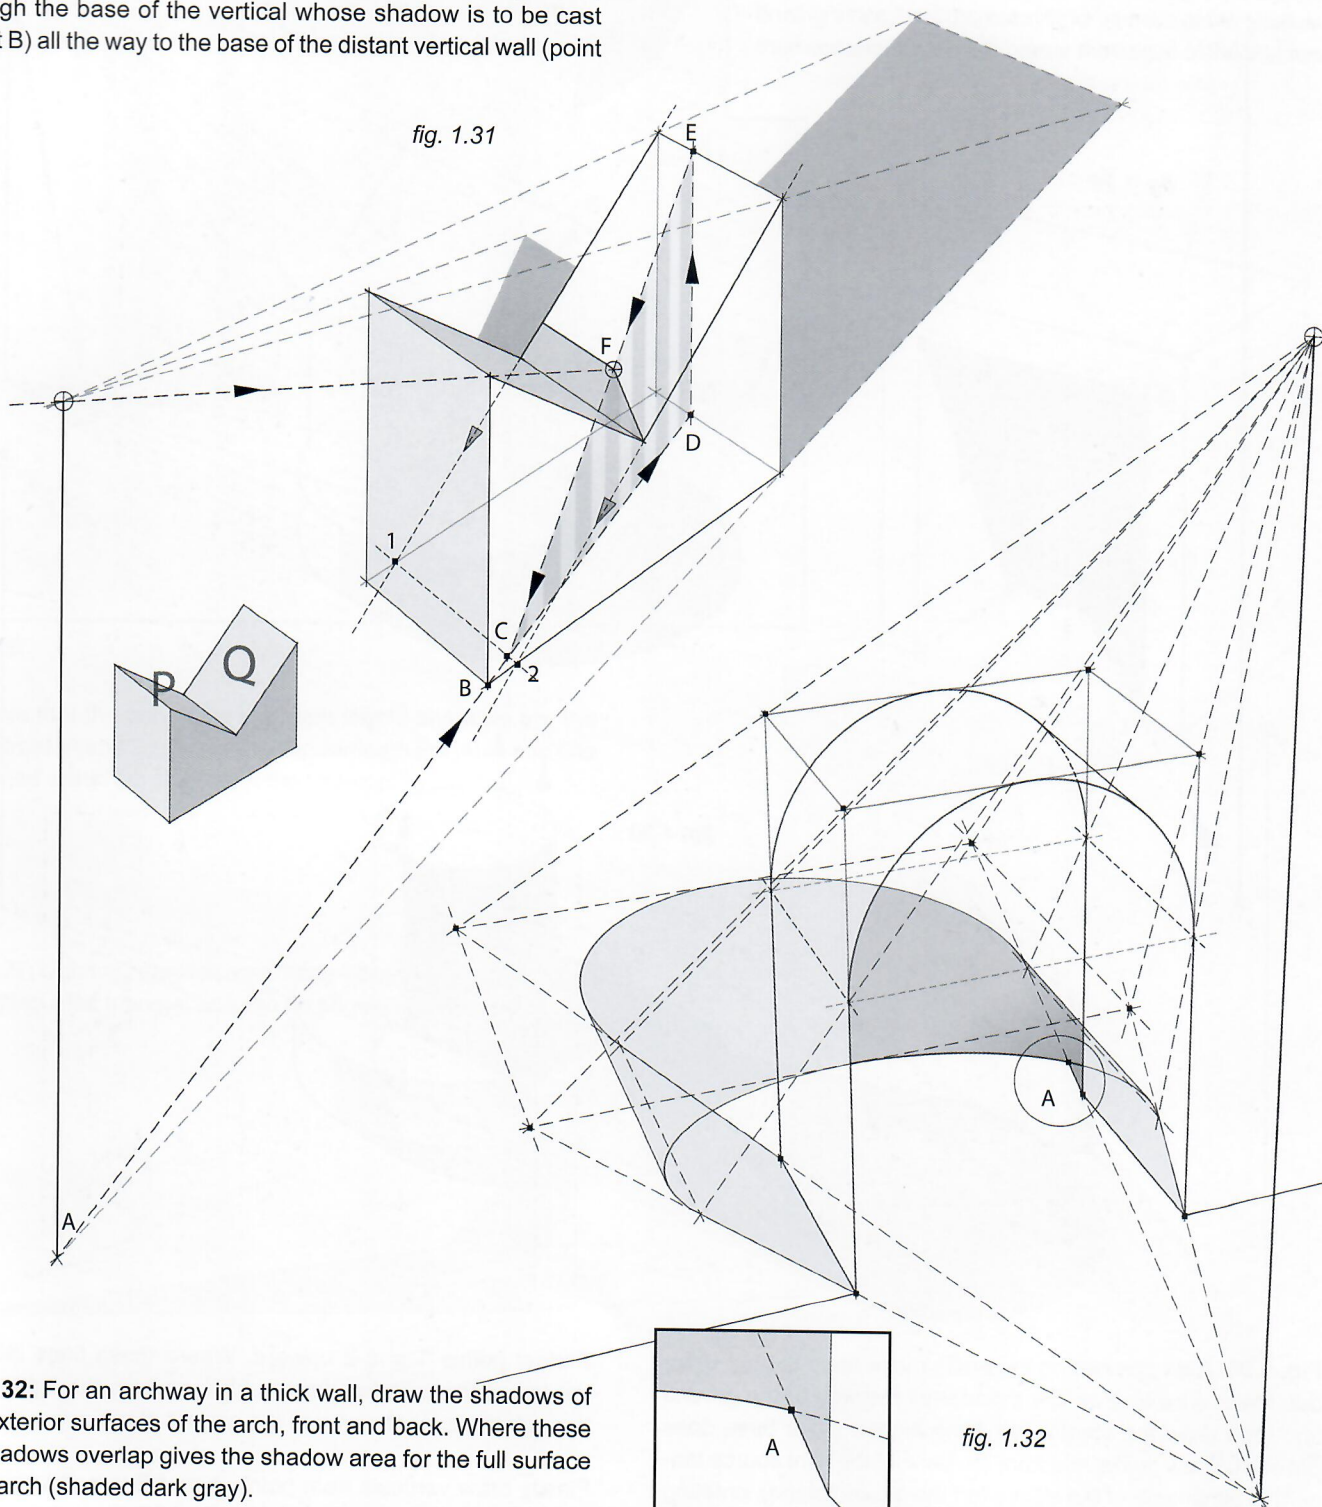 gh the base of the vertical whose shadow is to be cast
: B) all the way to the base of the distant vertical wall (point
fig. 1.31
E
F
D
1
C
2
B
P
Q
A
A
A
fig. 1.32
32: For an archway in a thick wall, draw the shadows of
xterior surfaces of the arch, front and back. Where these
adows overlap gives the shadow area for the full surface
arch (shaded dark gray).